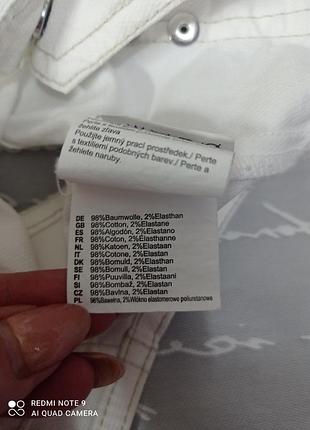 žehlite zľava
Použijte jemný prací prostředek./ Perte
s textiliemi podobných barev./ Perte a
žehlete naruby.
DE 98%Baumwolle, 2%Elasthan
GB 98%Cotton, 2%Elastane
ES 98%Algodón, 2%Elastano
FR 98%Coton, 2%Elasthanne
NL 98%Katoen, 2%Elastaan
IT 98%Cotone, 2%Elastan
DK 98%Bomuld, 2%Elasthan
SE 98%Bomull, 2%Elastan
FI 98%Puuvilla, 2%Elastaani
SI 98%Bombaž, 2%Elastan
CZ 98%Bavlna, 2%Elastan
PL 98%Bawełna, 2%Włókno elastomerowe poliuretanowe
REDMI NOTE 9
AI QUAD CAMERA